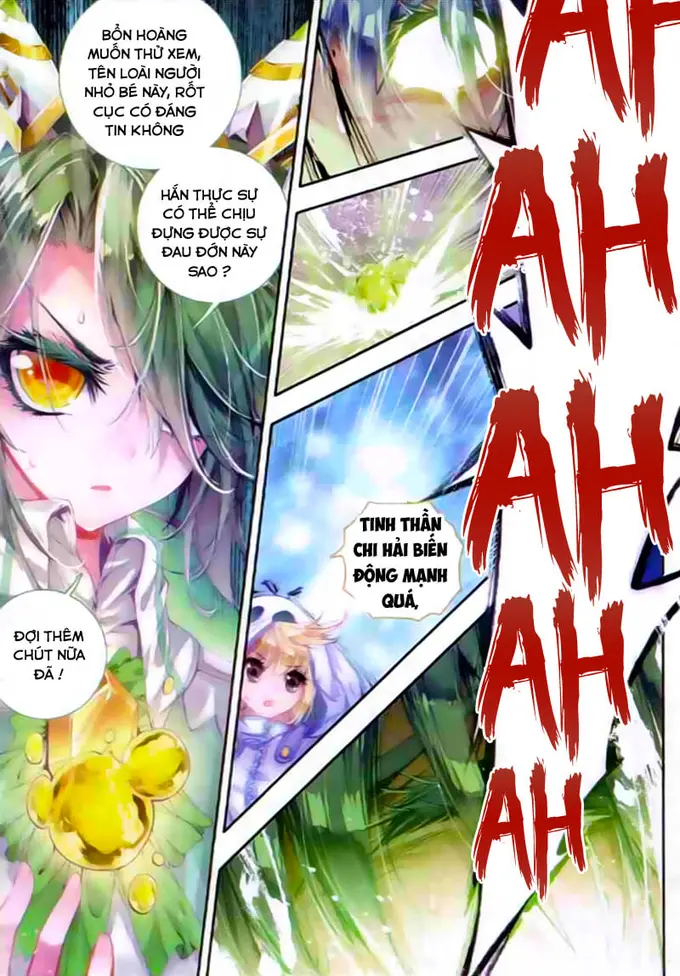 BỔN HOÀNG
MUỐN THỬ XEM,
TÊN LOÀI NGƯỜI
NHỎ BÉ NÀY, RỐT
CỤC CÓ ĐÁNG
TIN KHÔNG
HẮN THỰC SỰ
CÓ THỂ CHỊU
ĐỰNG ĐƯỢC SỰ
ĐAU ĐỚN NÀY
SAO ?
TINH THẦN
CHI HẢI BIẾN
ĐỘNG MẠNH
QUÁ,
ĐỢI THÊM
CHÚT NỮA
ĐÃ !
AH
AH
AH
AH
AH